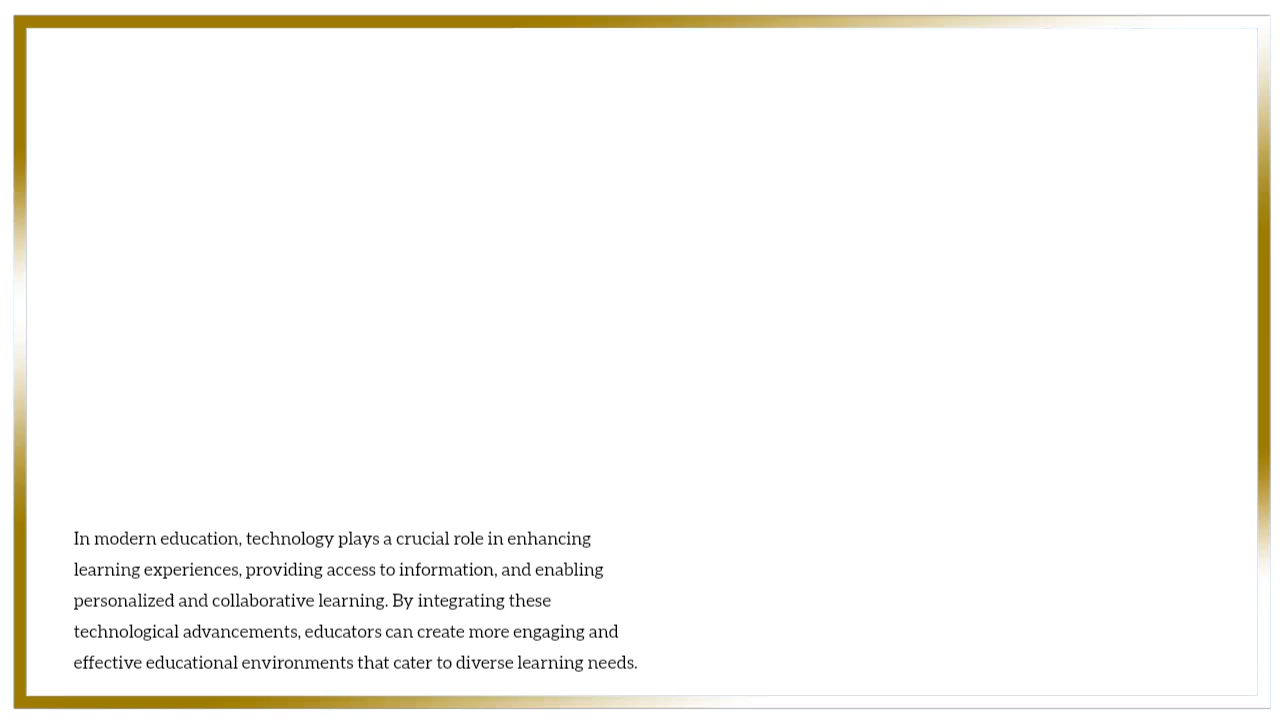 In modern education, technology plays a crucial role in enhancing
learning experiences, providing access to information, and enabling
personalized and collaborative learning. By integrating these
technological advancements, educators can create more engaging and
effective educational environments that cater to diverse learning needs.